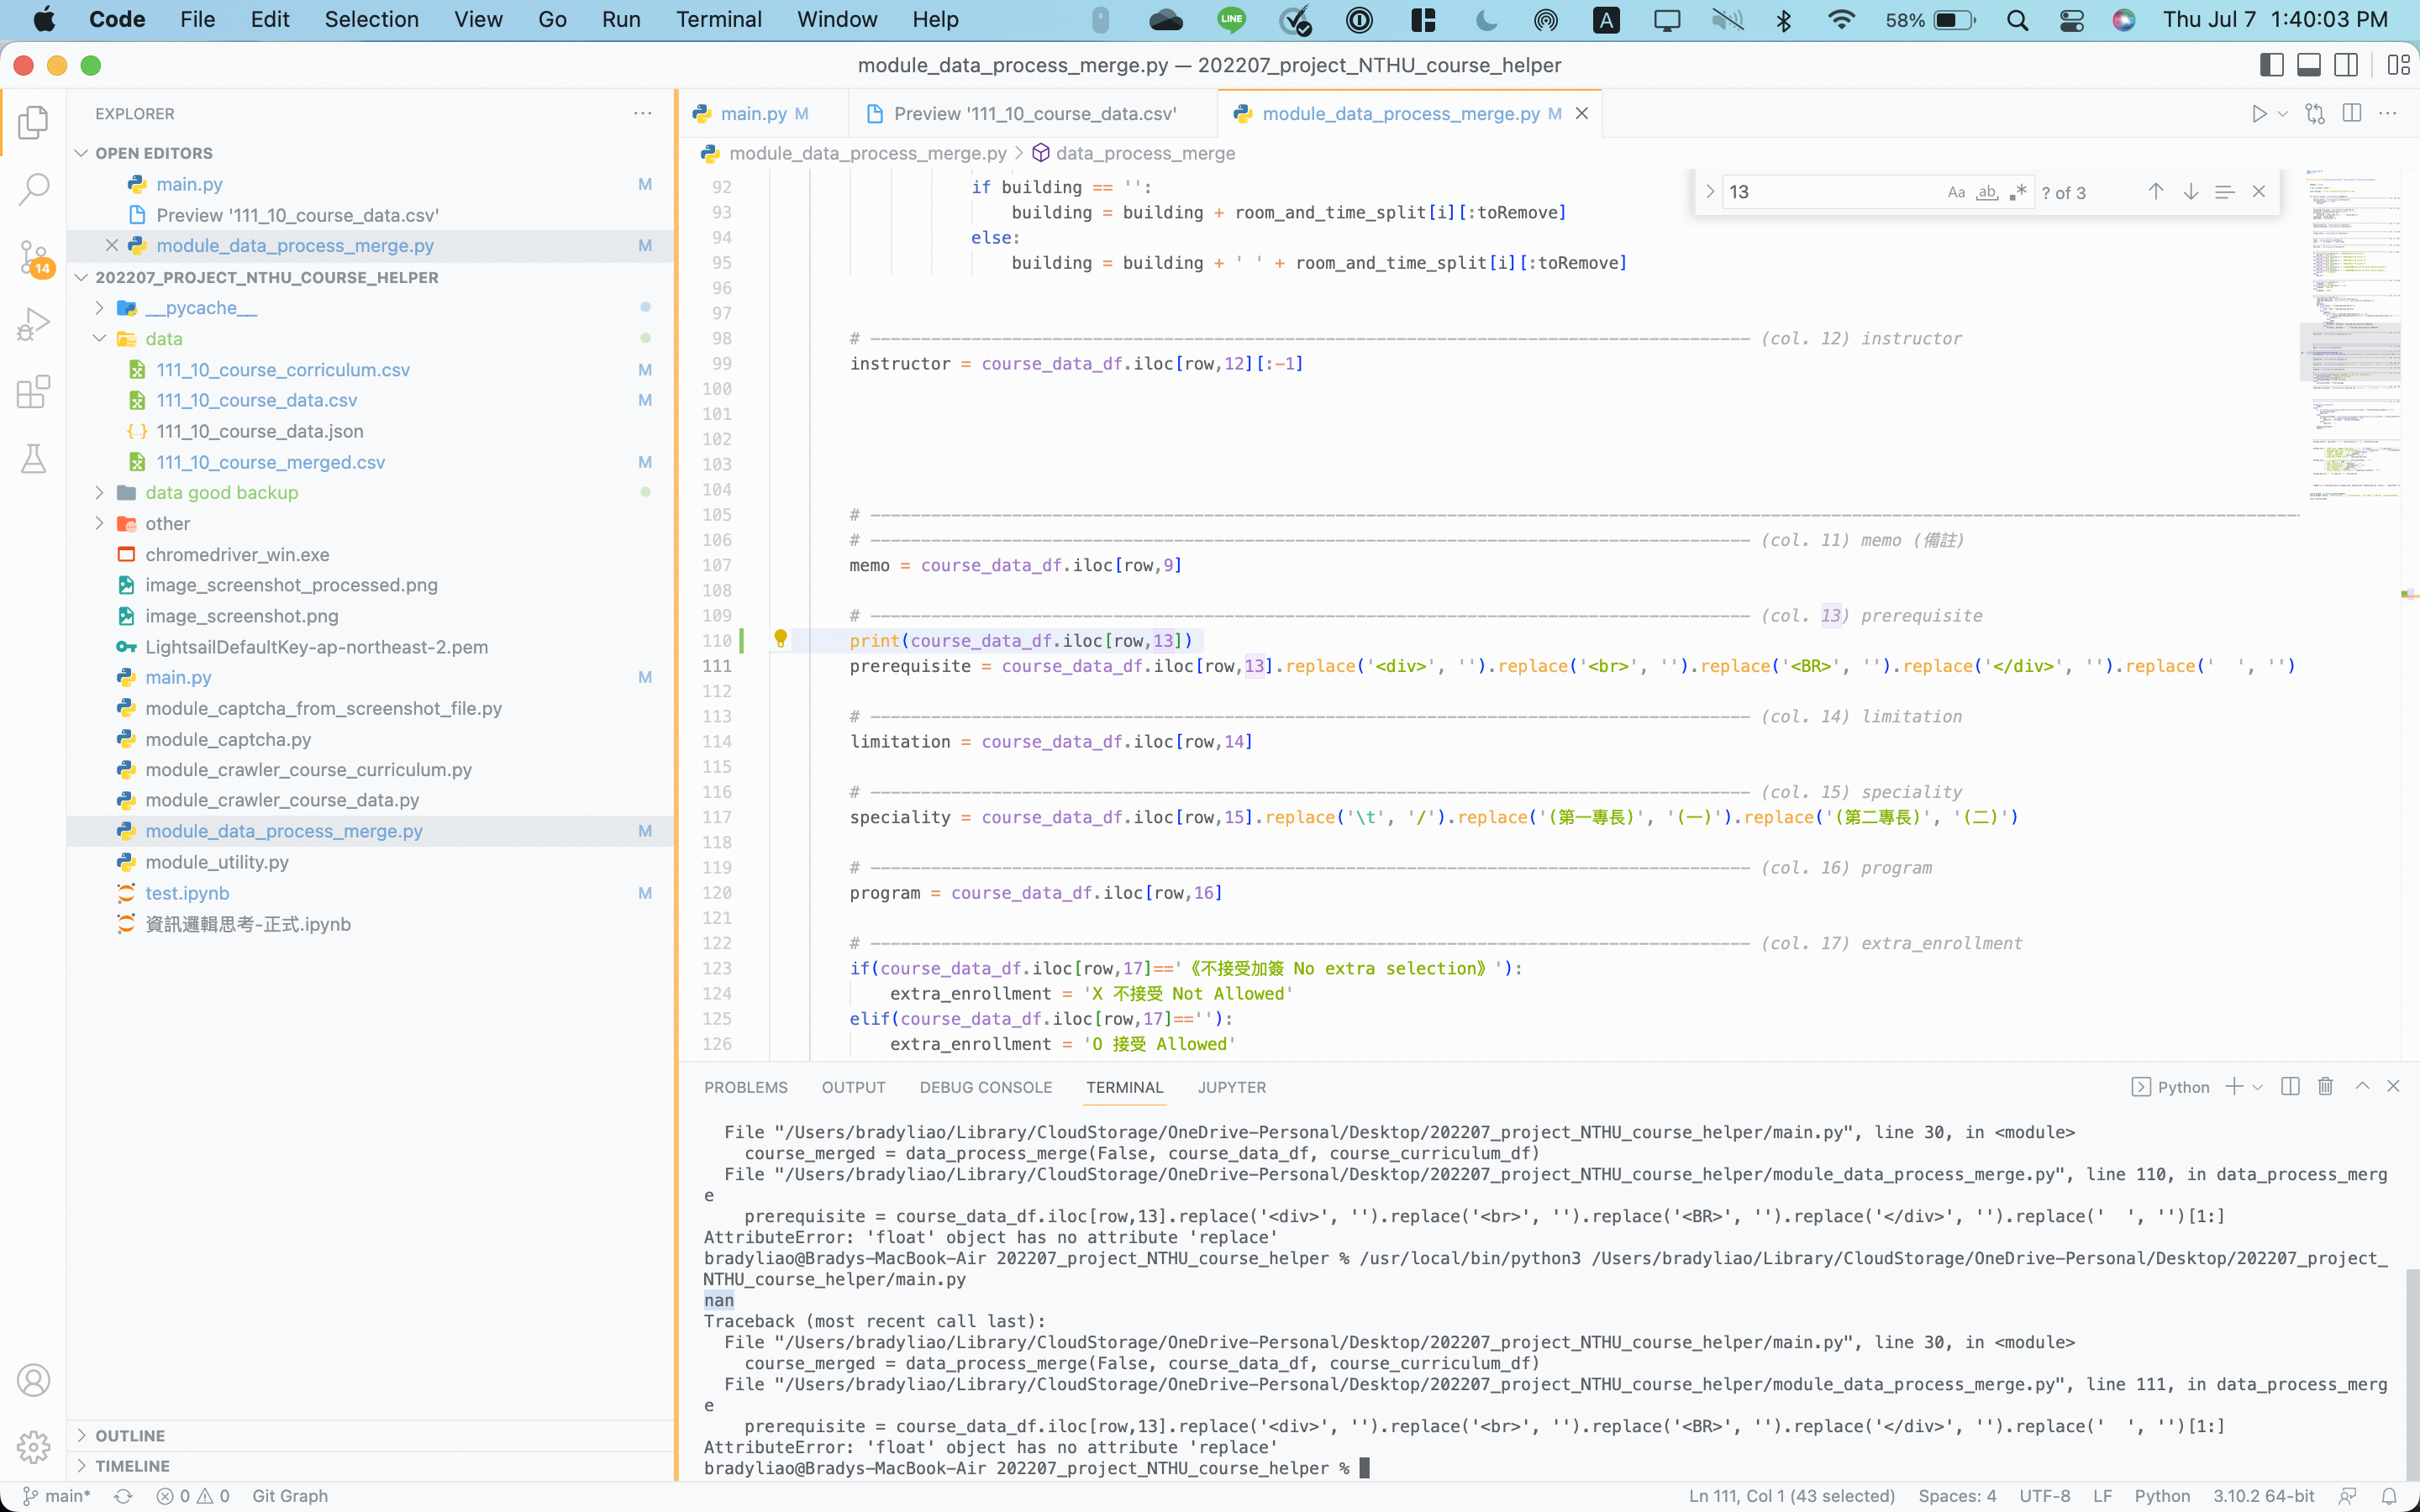 Code File Edit Selection View Go Run Terminal Window Help LINE A 58% Thu Jul 7 1:40:03 PM
module_data_process_merge.py — 202207_project_NTHU_course_helper
EXPLORER
OPEN EDITORS
main.py M
Preview '111_10_course_data.csv'
module_data_process_merge.py M
202207_PROJECT_NTHU_COURSE_HELPER
14
__pycache__
data
111_10_course_corriculum.csv M
111_10_course_data.csv M
111_10_course_data.json
111_10_course_merged.csv M
data good backup
other
chromedriver_win.exe
image_screenshot_processed.png
image_screenshot.png
LightsailDefaultKey-ap-northeast-2.pem
main.py M
module_captcha_from_screenshot_file.py
module_captcha.py
module_crawler_course_curriculum.py
module_crawler_course_data.py
module_data_process_merge.py M
module_utility.py
test.ipynb M
資訊邏輯思考-正式.ipynb
OUTLINE
TIMELINE
main.py M Preview '111_10_course_data.csv' module_data_process_merge.py M
module_data_process_merge.py > data_process_merge
13 Aa ab ? of 3
92 if building == '':
93 building = building + room_and_time_split[i][:toRemove]
94 else:
95 building = building + ' ' + room_and_time_split[i][:toRemove]
96
97
98 # --------------------------------------------------------------------------------------- (col. 12) instructor
99 instructor = course_data_df.iloc[row,12][:-1]
100
101
102
103
104
105 # ---------------------------------------------------------------------------------------------------------------------------------------------
106 # --------------------------------------------------------------------------------------- (col. 11) memo (備註)
107 memo = course_data_df.iloc[row,9]
108
109 # --------------------------------------------------------------------------------------- (col. 13) prerequisite
110 print(course_data_df.iloc[row,13])
111 prerequisite = course_data_df.iloc[row,13].replace('<div>', '').replace('<br>', '').replace('<BR>', '').replace('</div>', '').replace('  ', '')
112
113 # --------------------------------------------------------------------------------------- (col. 14) limitation
114 limitation = course_data_df.iloc[row,14]
115
116 # --------------------------------------------------------------------------------------- (col. 15) speciality
117 speciality = course_data_df.iloc[row,15].replace('\t', '/').replace('(第一專長)', '(一)').replace('(第二專長)', '(二)')
118
119 # --------------------------------------------------------------------------------------- (col. 16) program
120 program = course_data_df.iloc[row,16]
121
122 # --------------------------------------------------------------------------------------- (col. 17) extra_enrollment
123 if(course_data_df.iloc[row,17]=='《不接受加簽 No extra selection》'):
124 extra_enrollment = 'X 不接受 Not Allowed'
125 elif(course_data_df.iloc[row,17]==''):
126 extra_enrollment = 'O 接受 Allowed'
PROBLEMS OUTPUT DEBUG CONSOLE TERMINAL JUPYTER Python
File "/Users/bradyliao/Library/CloudStorage/OneDrive-Personal/Desktop/202207_project_NTHU_course_helper/main.py", line 30, in <module>
course_merged = data_process_merge(False, course_data_df, course_curriculum_df)
File "/Users/bradyliao/Library/CloudStorage/OneDrive-Personal/Desktop/202207_project_NTHU_course_helper/module_data_process_merge.py", line 110, in data_process_merg
e
prerequisite = course_data_df.iloc[row,13].replace('<div>', '').replace('<br>', '').replace('<BR>', '').replace('</div>', '').replace('  ', '')[1:]
AttributeError: 'float' object has no attribute 'replace'
bradyliao@Bradys-MacBook-Air 202207_project_NTHU_course_helper % /usr/local/bin/python3 /Users/bradyliao/Library/CloudStorage/OneDrive-Personal/Desktop/202207_project_
NTHU_course_helper/main.py
nan
Traceback (most recent call last):
File "/Users/bradyliao/Library/CloudStorage/OneDrive-Personal/Desktop/202207_project_NTHU_course_helper/main.py", line 30, in <module>
course_merged = data_process_merge(False, course_data_df, course_curriculum_df)
File "/Users/bradyliao/Library/CloudStorage/OneDrive-Personal/Desktop/202207_project_NTHU_course_helper/module_data_process_merge.py", line 111, in data_process_merg
e
prerequisite = course_data_df.iloc[row,13].replace('<div>', '').replace('<br>', '').replace('<BR>', '').replace('</div>', '').replace('  ', '')[1:]
AttributeError: 'float' object has no attribute 'replace'
bradyliao@Bradys-MacBook-Air 202207_project_NTHU_course_helper %
main* 0 0 Git Graph Ln 111, Col 1 (43 selected) Spaces: 4 UTF-8 LF Python 3.10.2 64-bit